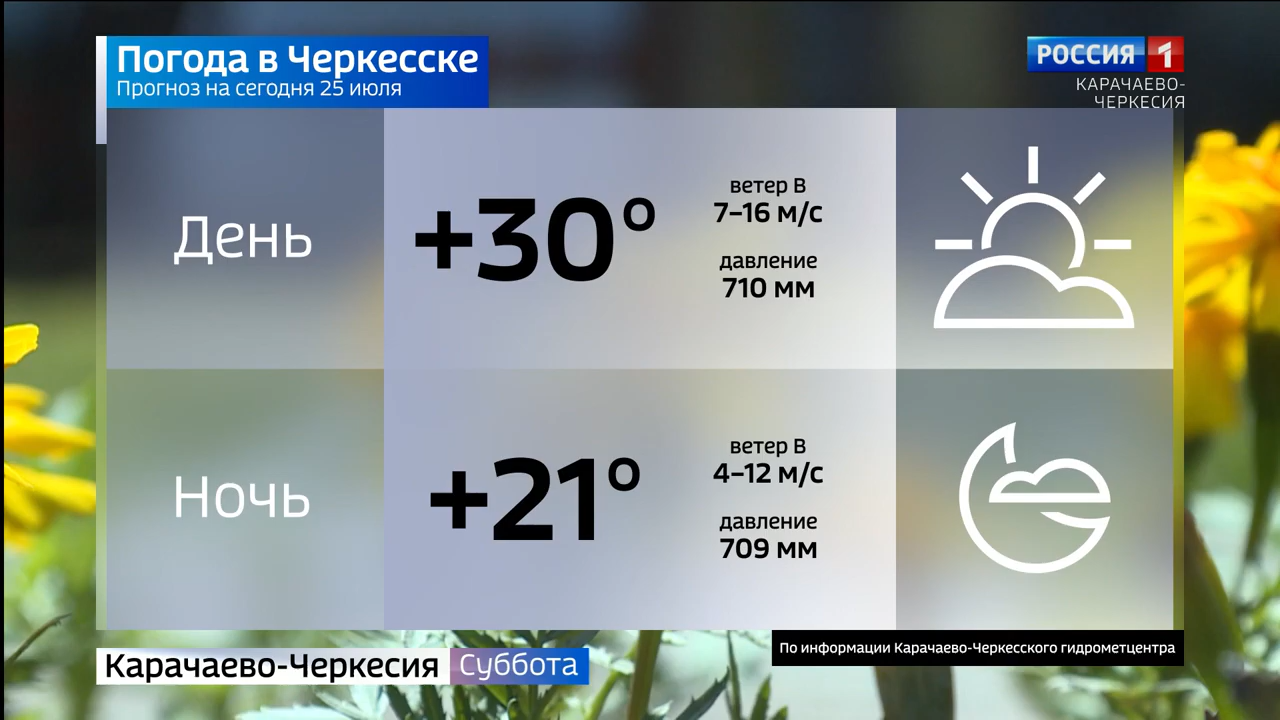 Погода в Черкесске
Прогноз на сегодня 25 июля
РОССИЯ 1
КАРАЧАЕВО-
ЧЕРКЕСИЯ
День
+30°
ветер В
7–16 м/с
давление
710 мм
Ночь
+21°
ветер В
4–12 м/с
давление
709 мм
По информации Карачаево-Черкесского гидрометцентра
Карачаево-Черкесия Суббота